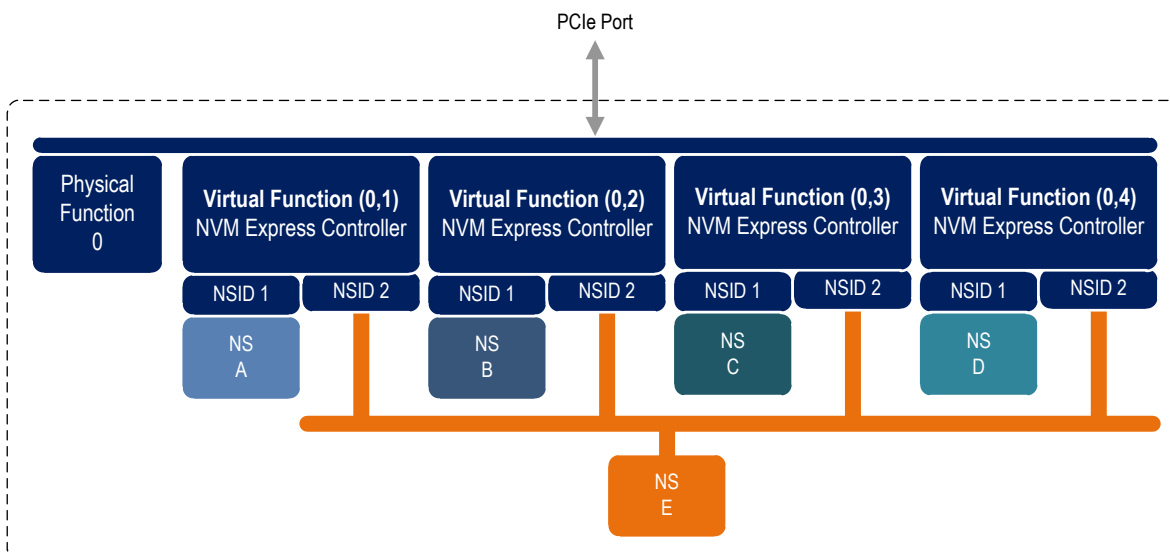 PCIe Port
Physical
Function
0
Virtual Function (0,1)
NVM Express Controller
Virtual Function (0,2)
NVM Express Controller
Virtual Function (0,3)
NVM Express Controller
Virtual Function (0,4)
NVM Express Controller
NSID 1
NSID 2
NSID 1
NSID 2
NSID 1
NSID 2
NSID 1
NSID 2
NS
A
NS
B
NS
C
NS
D
NS
E